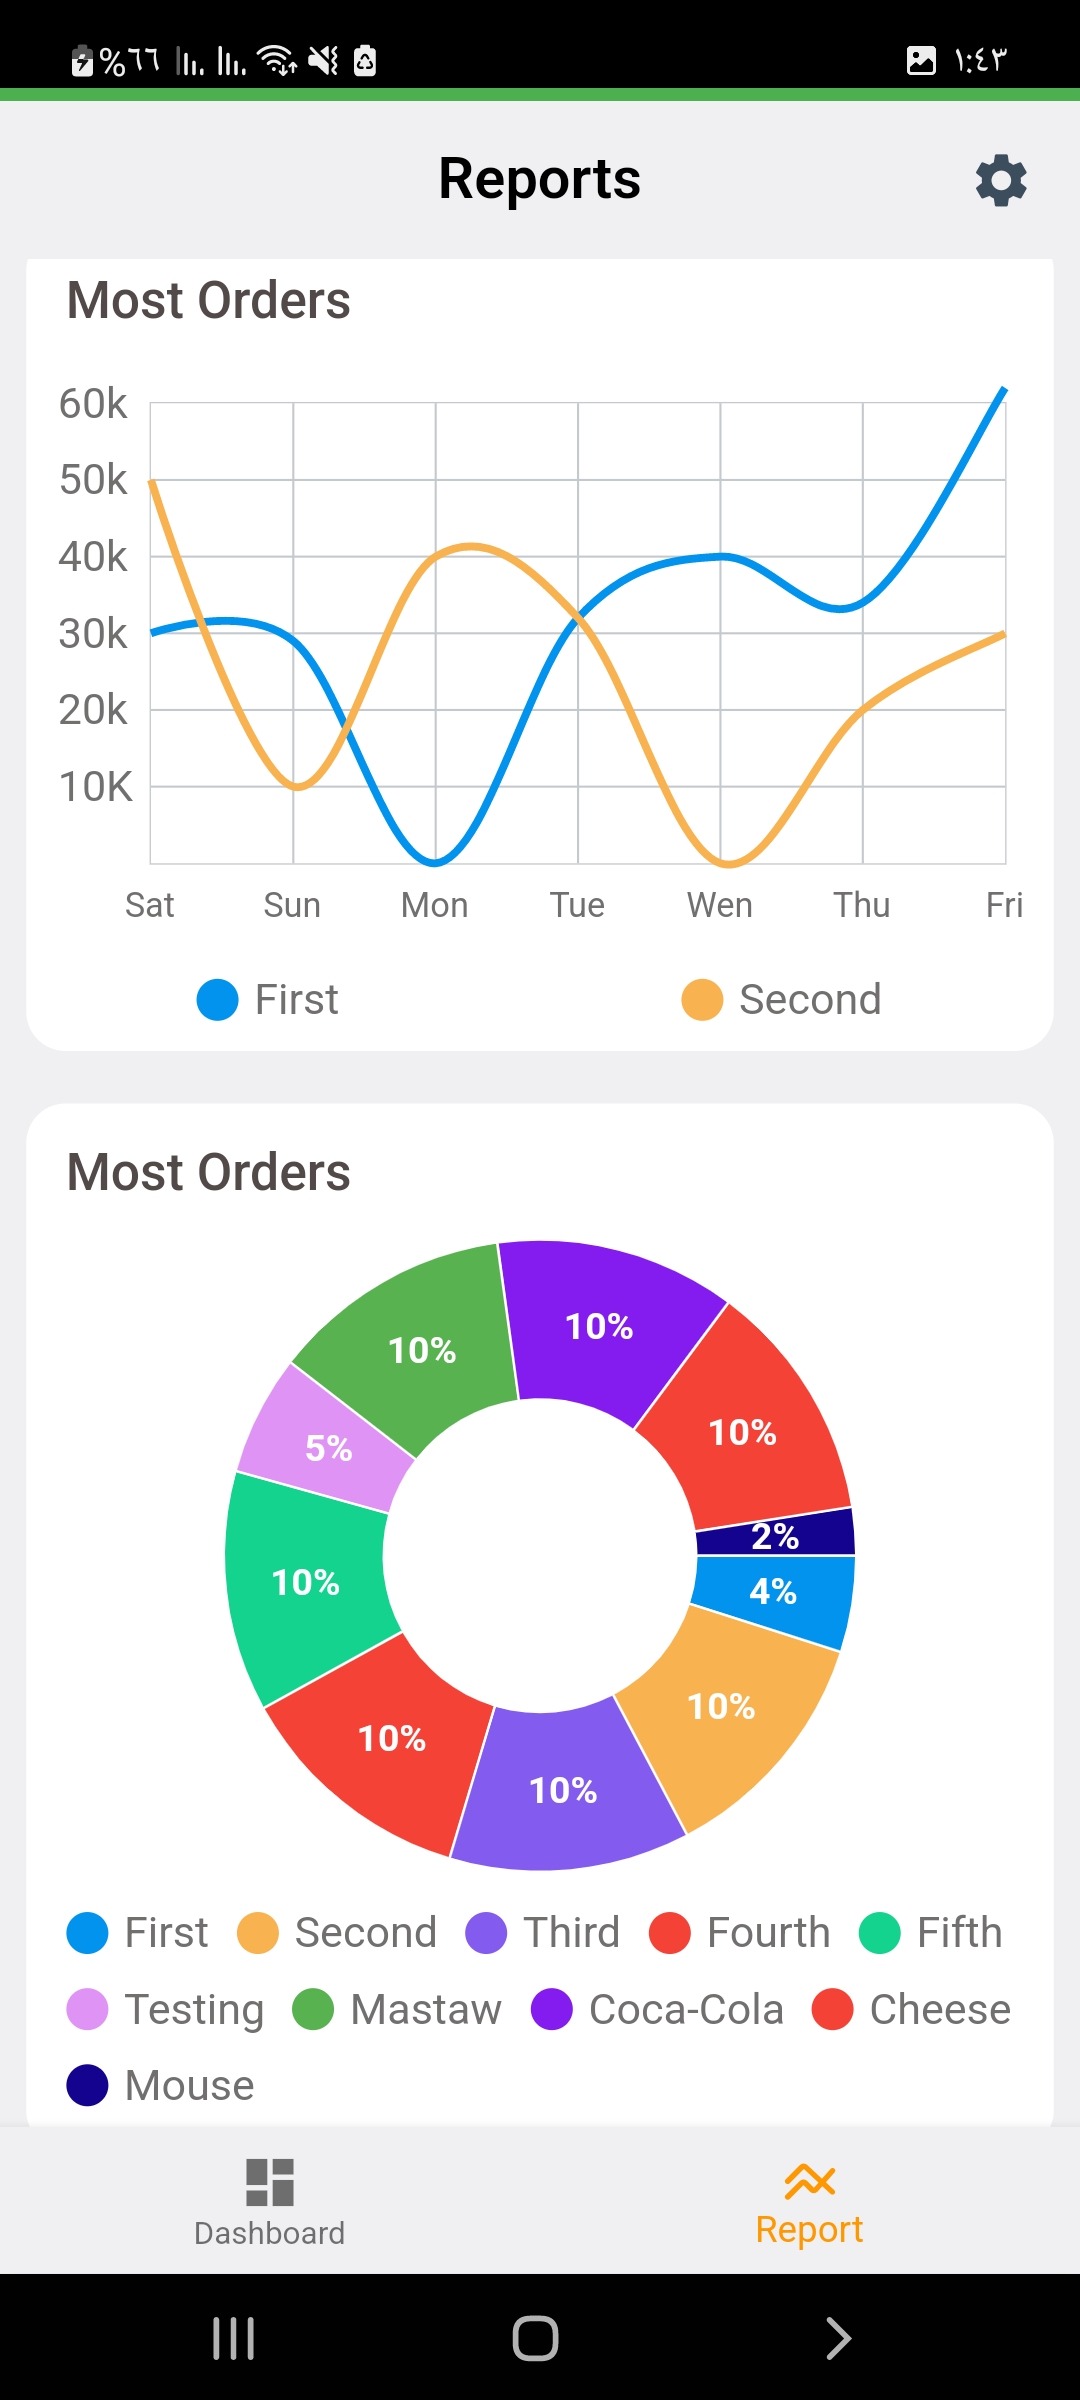 %٦٦ ١:٤٣
Reports
Most Orders
60k
50k
40k
30k
20k
10K
Sat Sun Mon Tue Wen Thu Fri
First Second
Most Orders
10% 10%
10% 5%
2%
10% 4%
10% 10%
10%
First Second Third Fourth Fifth
Testing Mastaw Coca-Cola Cheese
Mouse
Dashboard Report